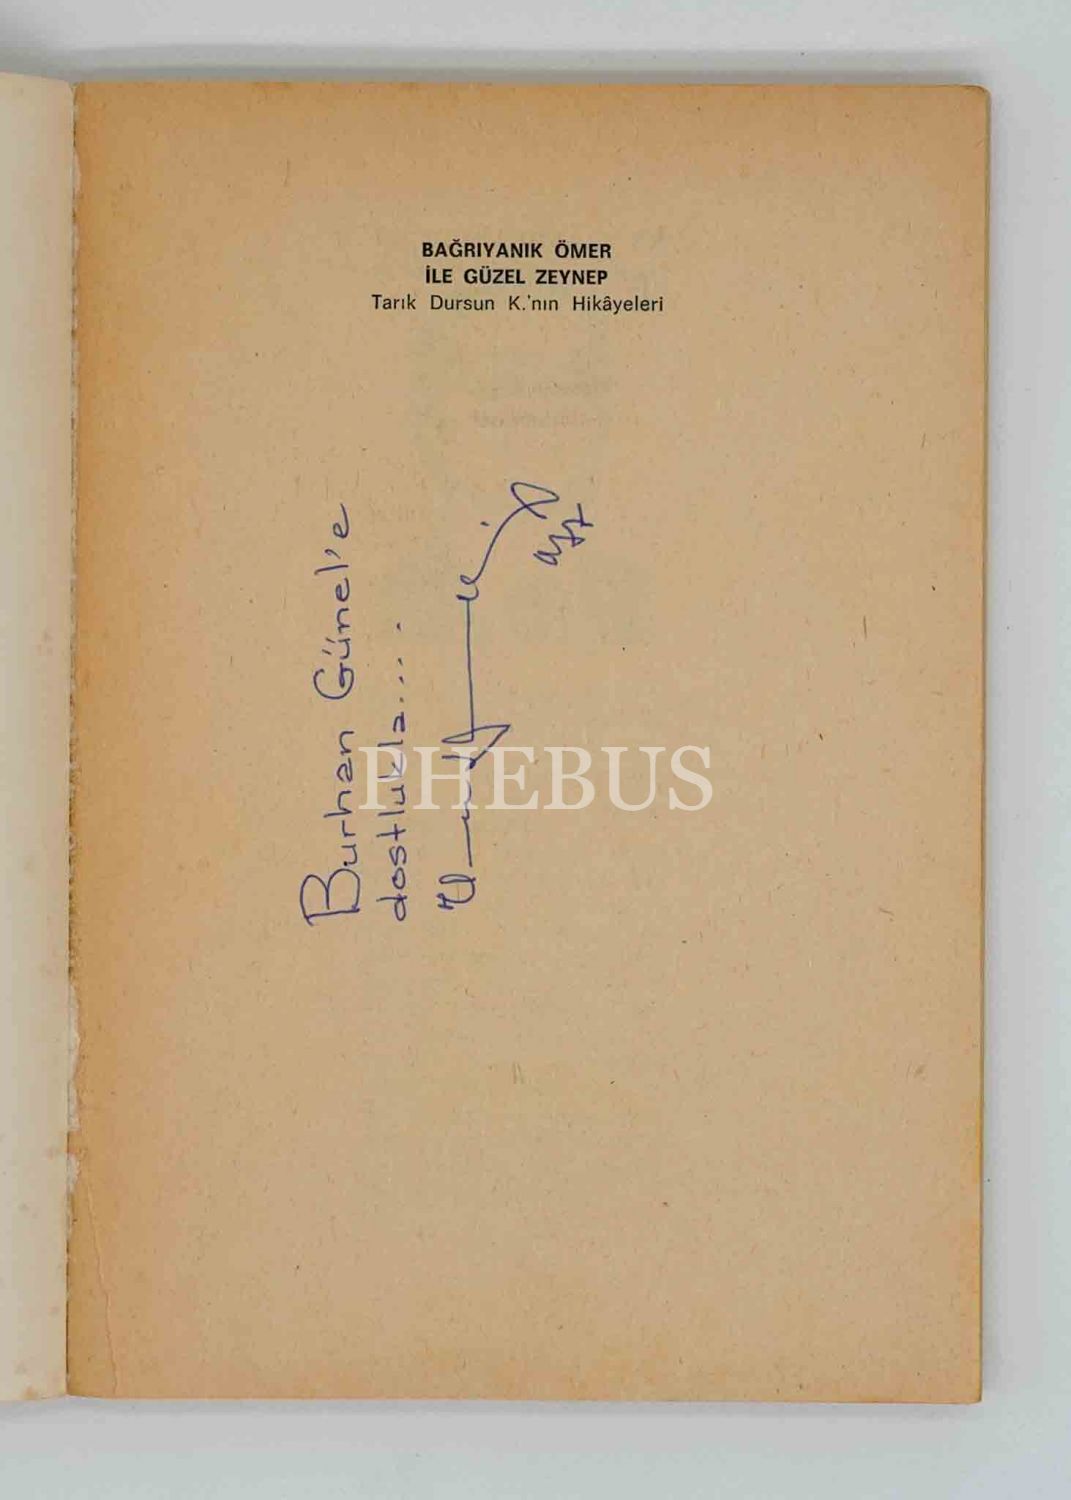 BAĞRIYANIK ÖMER
İLE GÜZEL ZEYNEP
Tarık Dursun K.'nın Hikâyeleri
Burhan Günel'e
dostlukla....
PHEBUS